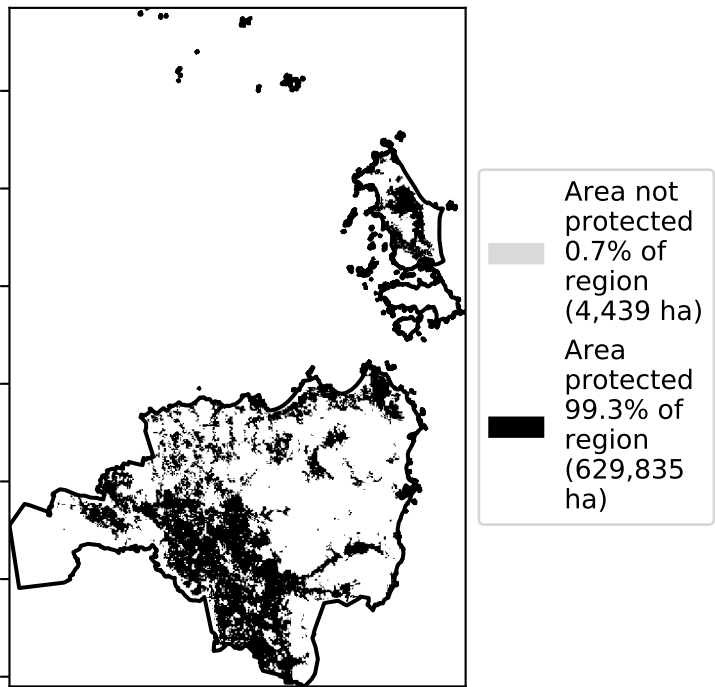 Area not
protected
0.7% of
region
(4,439 ha)
Area
protected
99.3% of
region
(629,835
ha)